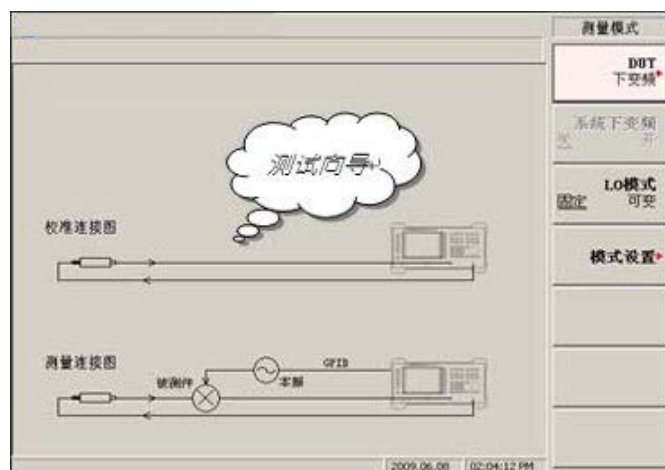 测量模式
DUT
下变频
系统下变频
关 开
LO模式
固定 可变
模式设置
测试向导
校准连接图
测量连接图
被测件
本振
GPIB
2009.06.08 02:04:12 PM